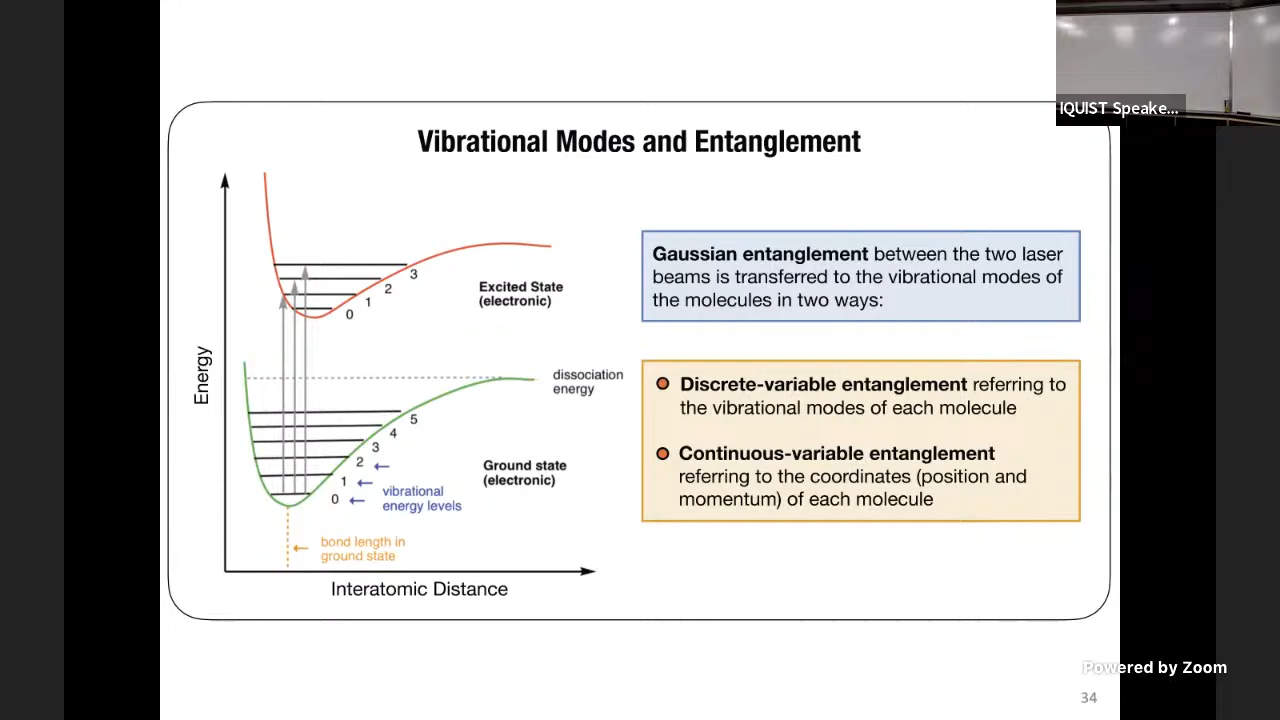 IQUIST Speake...
Vibrational Modes and Entanglement
Energy
3
2
1
0
Excited State
(electronic)
dissociation
energy
5
4
3
2
1
0
vibrational
energy levels
Ground state
(electronic)
bond length in
ground state
Interatomic Distance
Gaussian entanglement between the two laser
beams is transferred to the vibrational modes of
the molecules in two ways:
Discrete-variable entanglement referring to
the vibrational modes of each molecule
Continuous-variable entanglement
referring to the coordinates (position and
momentum) of each molecule
Powered by Zoom
34